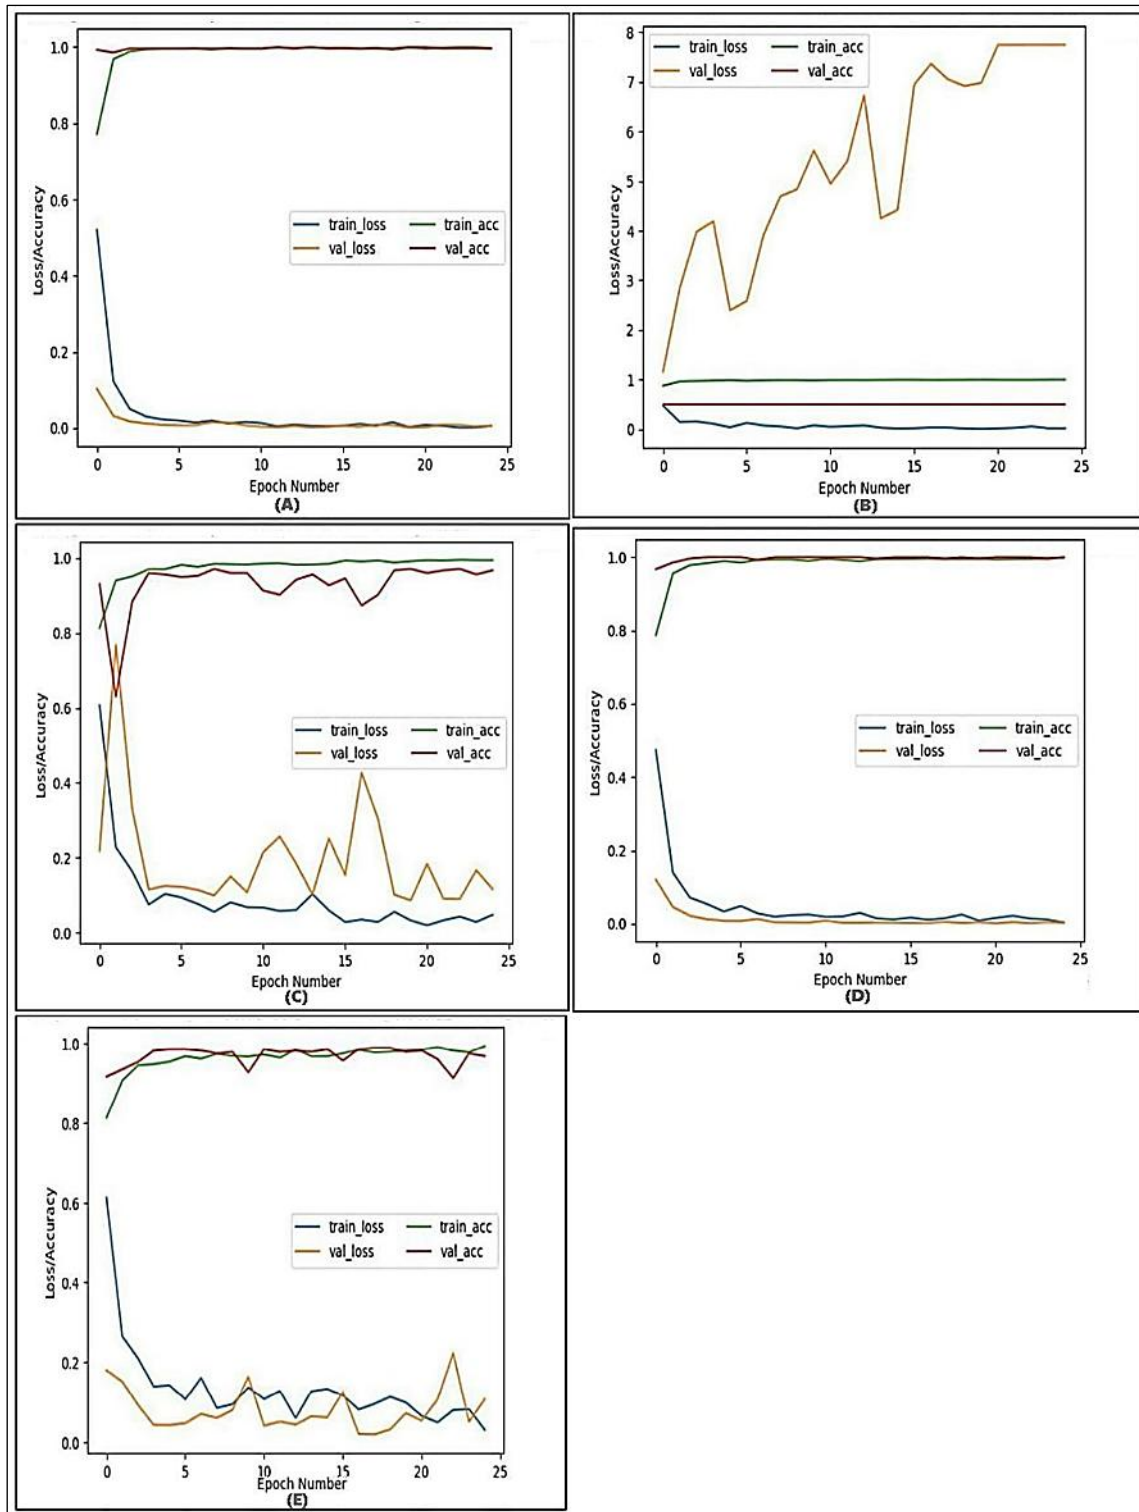 1.0
0.8
0.6
0.4
0.2
0.0
Loss/Accuracy
train_loss train_acc
val_loss val_acc
0 5 10 15 20 25
Epoch Number
(A)
8
7
6
5
4
3
2
1
0
Loss/Accuracy
train_loss train_acc
val_loss val_acc
0 5 10 15 20 25
Epoch Number
(B)
1.0
0.8
0.6
0.4
0.2
0.0
Loss/Accuracy
train_loss train_acc
val_loss val_acc
0 5 10 15 20 25
Epoch Number
(C)
1.0
0.8
0.6
0.4
0.2
0.0
Loss/Accuracy
train_loss train_acc
val_loss val_acc
0 5 10 15 20 25
Epoch Number
(D)
1.0
0.8
0.6
0.4
0.2
0.0
Loss/Accuracy
train_loss train_acc
val_loss val_acc
0 5 10 15 20 25
Epoch Number
(E)